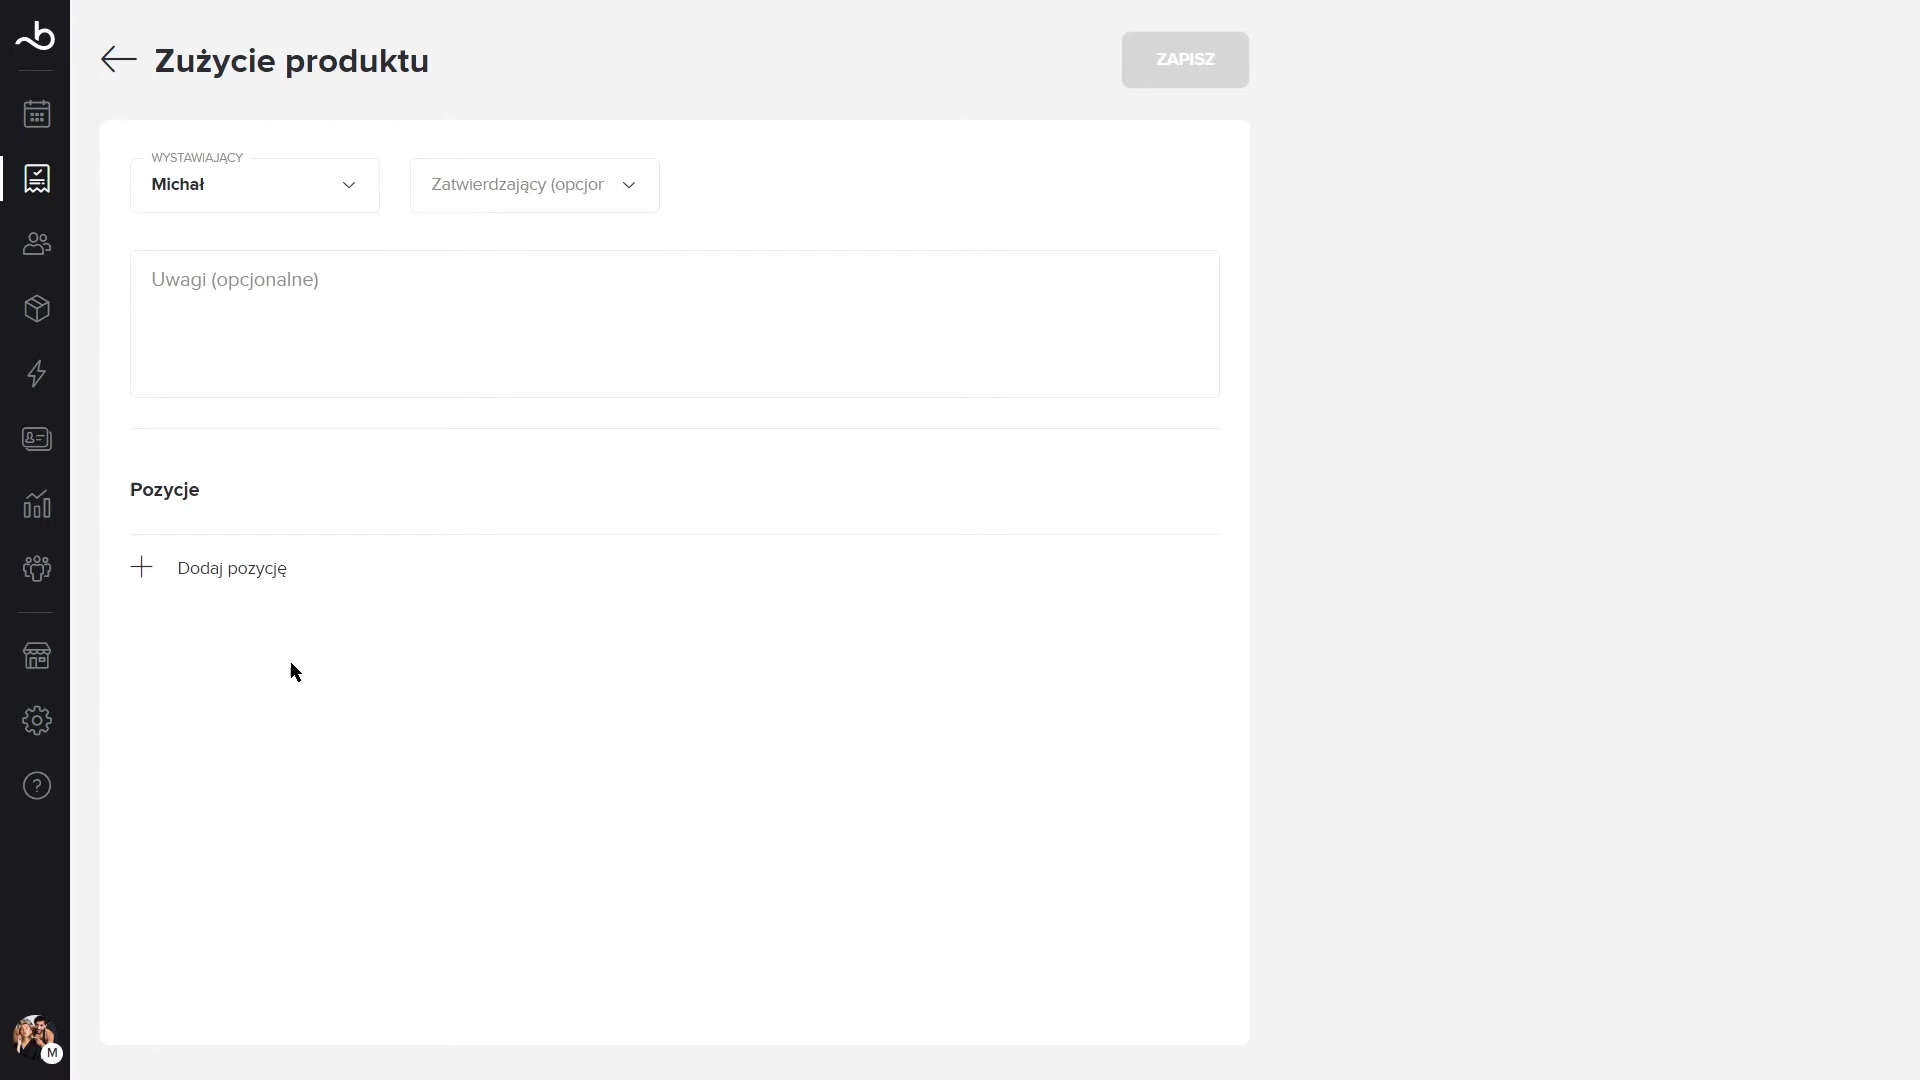 Zużycie produktu
ZAPISZ
WYSTAWIAJĄCY
Michał
Zatwierdzający (opcjor
Uwagi (opcjonalne)
Pozycje
Dodaj pozycję
?
M